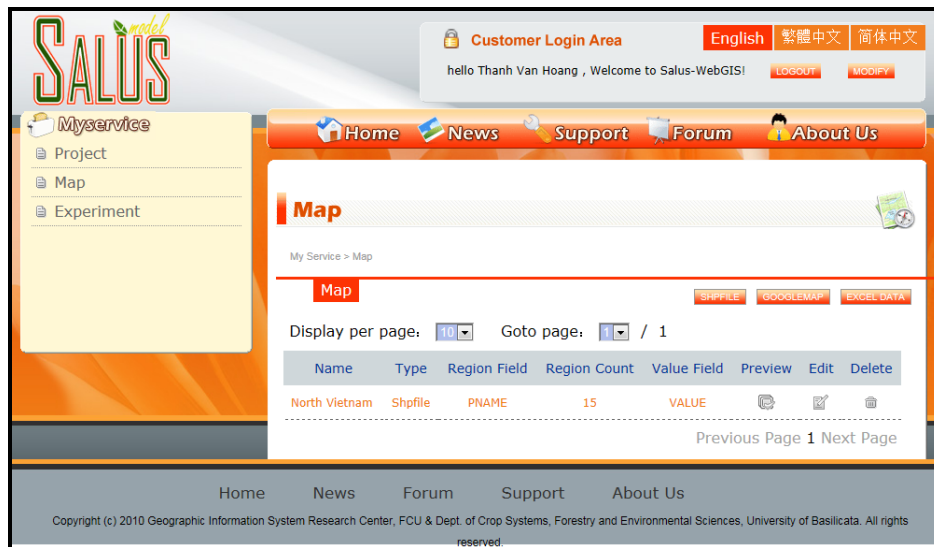 SALUS model
Customer Login Area
English 繁體中文 简体中文
hello Thanh Van Hoang , Welcome to Salus-WebGIS! LOGOUT MODIFY
Myservice
Project
Map
Experiment
Home News Support Forum About Us
Map
My Service > Map
Map
SHPFILE GOOGLEMAP EXCEL DATA
Display per page: 10 Goto page: 1 / 1
Name Type Region Field Region Count Value Field Preview Edit Delete
North Vietnam Shpfile PNAME 15 VALUE
Previous Page 1 Next Page
Home News Forum Support About Us
Copyright (c) 2010 Geographic Information System Research Center, FCU & Dept. of Crop Systems, Forestry and Environmental Sciences, University of Basilicata. All rights
reserved.